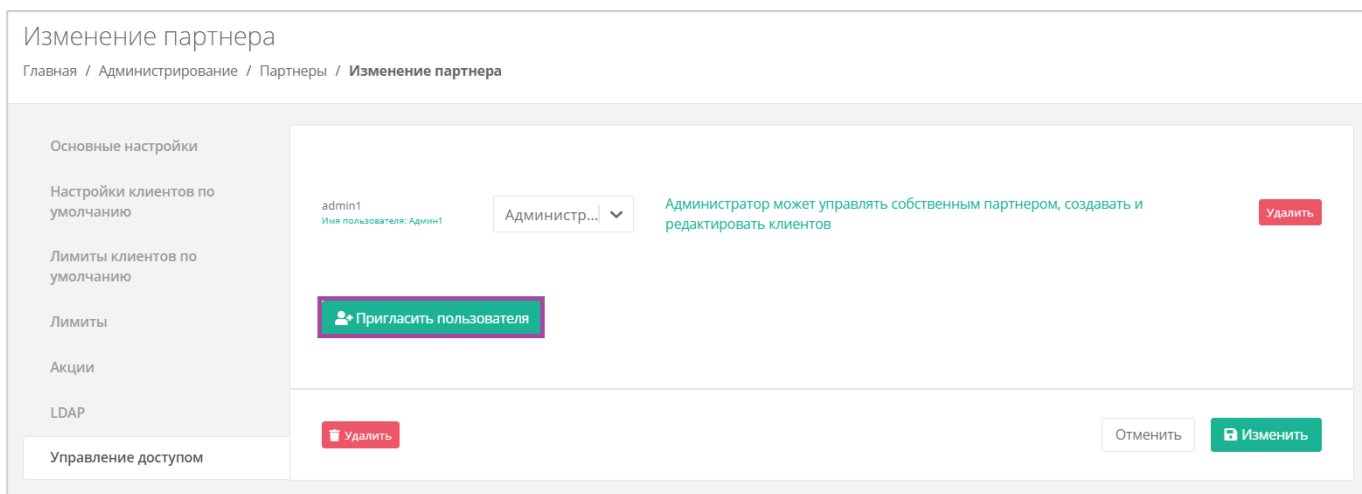 Изменение партнера
Главная / Администрирование / Партнеры / Изменение партнера
Основные настройки
Настройки клиентов по
умолчанию
Лимиты клиентов по
умолчанию
Лимиты
Акции
LDAP
Управление доступом
admin1
Имя пользователя: Админ1
Администр...
Администратор может управлять собственным партнером, создавать и
редактировать клиентов
Удалить
Пригласить пользователя
Удалить
Отменить
Изменить